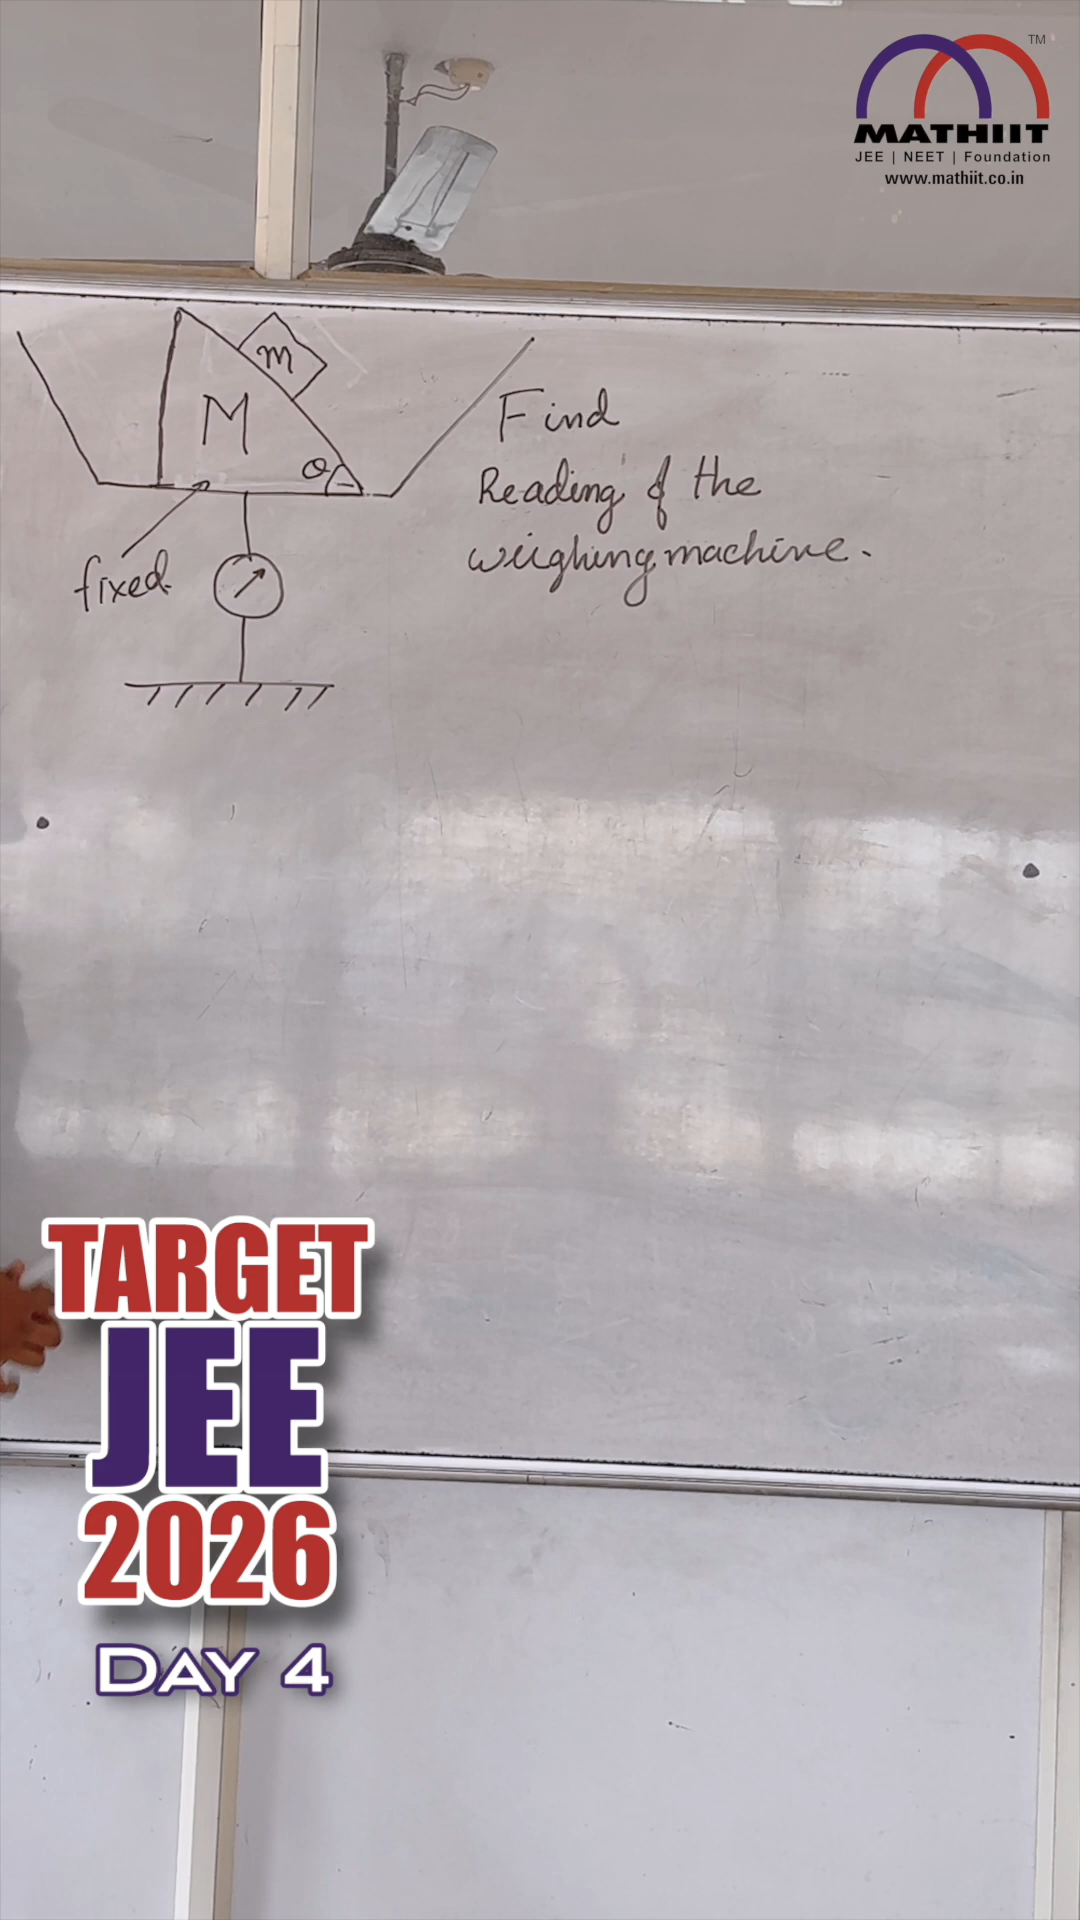 TM
MATHIIT
JEE | NEET | Foundation
www.mathiit.co.in
m
M
θ
fixed
Find
Reading of the
weighing machine.
TARGET
JEE
2026
DAY 4